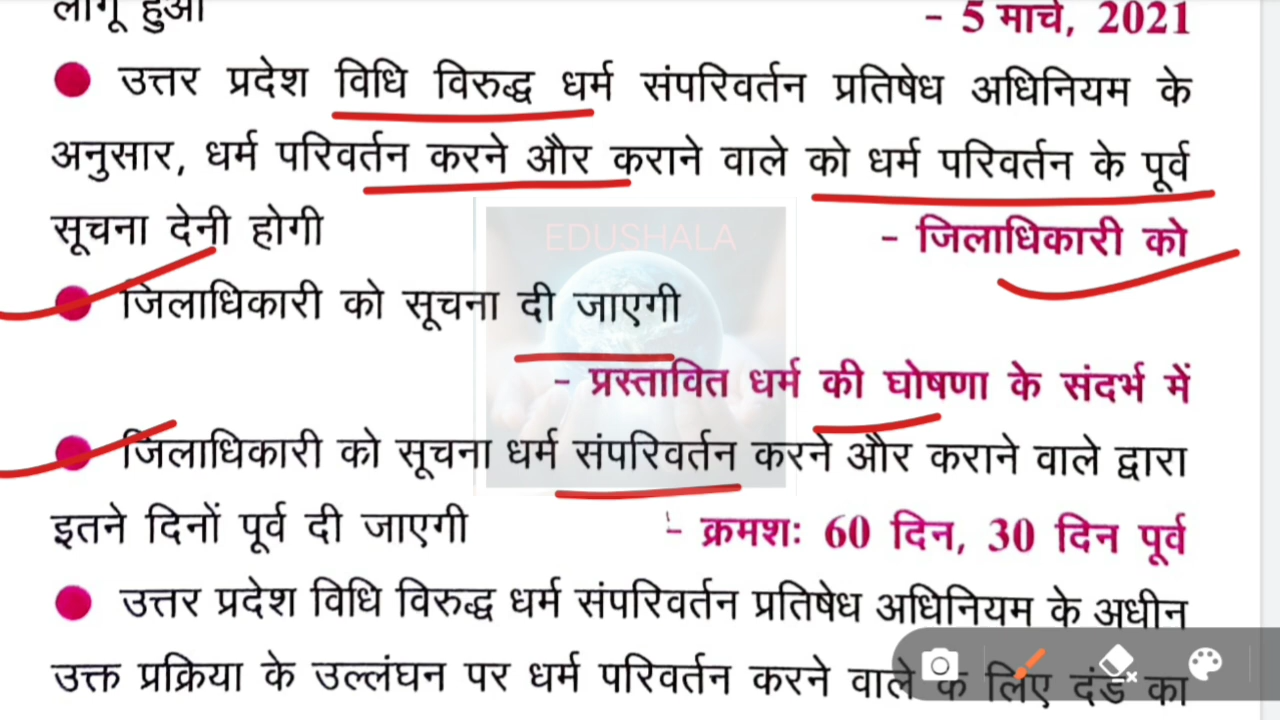 लागू हुआ - 5 मार्च, 2021
● उत्तर प्रदेश विधि विरुद्ध धर्म संपरिवर्तन प्रतिषेध अधिनियम के
अनुसार, धर्म परिवर्तन करने और कराने वाले को धर्म परिवर्तन के पूर्व
सूचना देनी होगी - जिलाधिकारी को
EDUSHALA
● जिलाधिकारी को सूचना दी जाएगी
- प्रस्तावित धर्म की घोषणा के संदर्भ में
● जिलाधिकारी को सूचना धर्म संपरिवर्तन करने और कराने वाले द्वारा
इतने दिनों पूर्व दी जाएगी - क्रमशः 60 दिन, 30 दिन पूर्व
● उत्तर प्रदेश विधि विरुद्ध धर्म संपरिवर्तन प्रतिषेध अधिनियम के अधीन
उक्त प्रक्रिया के उल्लंघन पर धर्म परिवर्तन करने वाले के लिए दंड का